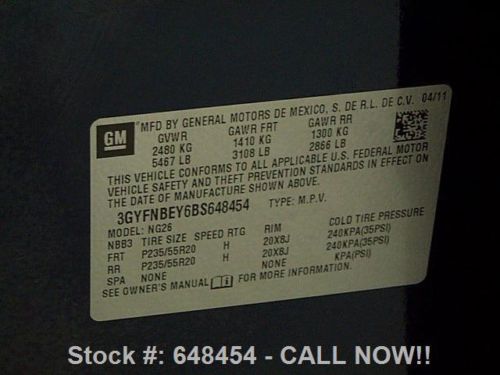 GM
MFD BY GENERAL MOTORS DE MEXICO, S. DE R.L. DE C.V. 04/11
GVWR GAWR FRT GAWR RR
2480 KG 1410 KG 1300 KG
5467 LB 3108 LB 2866 LB
THIS VEHICLE CONFORMS TO ALL APPLICABLE U.S. FEDERAL MOTOR
VEHICLE SAFETY AND THEFT PREVENTION STANDARDS IN EFFECT ON
THE DATE OF MANUFACTURE SHOWN ABOVE.
3GYFNBEY6BS648454 TYPE: M.P.V.
MODEL: NG26
NBB3 TIRE SIZE SPEED RTG RIM COLD TIRE PRESSURE
FRT P235/55R20 H 20X8J 240KPA(35PSI)
RR P235/55R20 H 20X8J 240KPA(35PSI)
SPA NONE NONE KPA(PSI)
SEE OWNER'S MANUAL FOR MORE INFORMATION.
Stock #: 648454 - CALL NOW!!